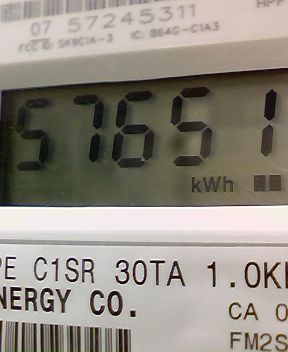 07 57245311
FCC ID: SK9C1A-3 IC: 864G-C1A3
57651
kWh
PE C1SR 30TA 1.0K
NERGY CO.
CA 0
FM2S